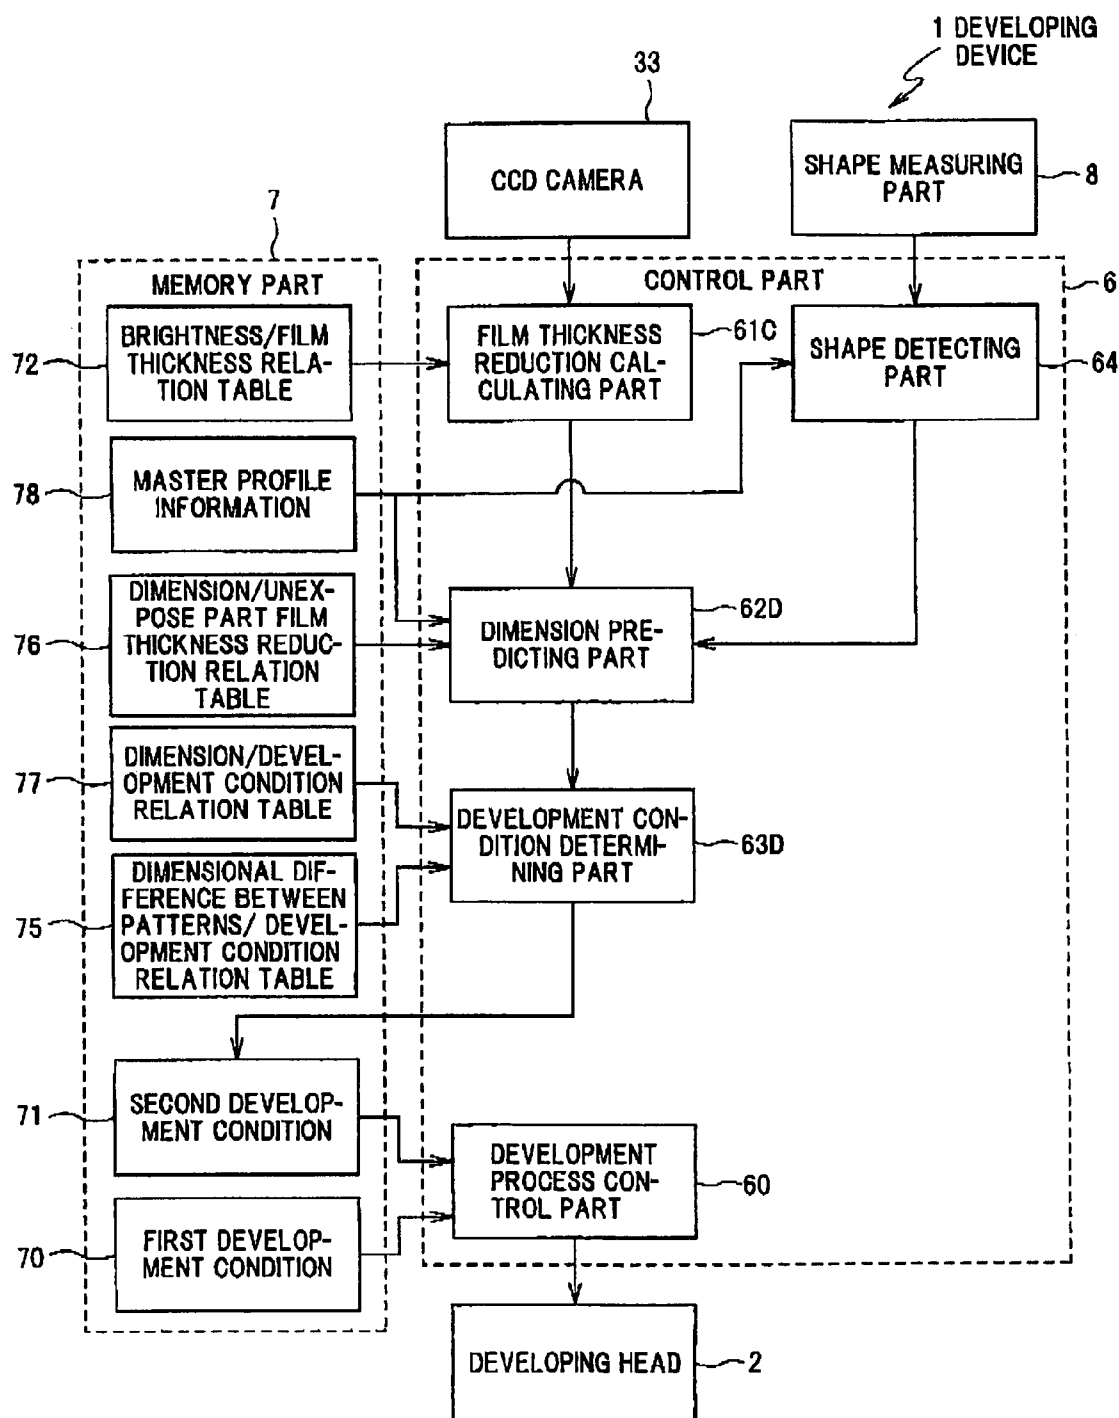 1 DEVELOPING
DEVICE
33
CCD CAMERA
SHAPE MEASURING
PART
8
7
MEMORY PART
CONTROL PART
6
72
BRIGHTNESS/FILM
THICKNESS RELA-
TION TABLE
FILM THICKNESS
REDUCTION CAL-
CULATING PART
61C
SHAPE DETECTING
PART
64
78
MASTER PROFILE
INFORMATION
76
DIMENSION/UNEX-
POSE PART FILM
THICKNESS REDUC-
TION RELATION
TABLE
DIMENSION PRE-
DICTING PART
62D
77
DIMENSION/DEVEL-
OPMENT CONDITION
RELATION TABLE
DEVELOPMENT CON-
DITION DETERMI-
NING PART
63D
75
DIMENSIONAL DIF-
FERENCE BETWEEN
PATTERNS/ DEVEL-
OPMENT CONDITION
RELATION TABLE
71
SECOND DEVELOP-
MENT CONDITION
DEVELOPMENT
PROCESS CON-
TROL PART
60
70
FIRST DEVELOP-
MENT CONDITION
DEVELOPING HEAD
2